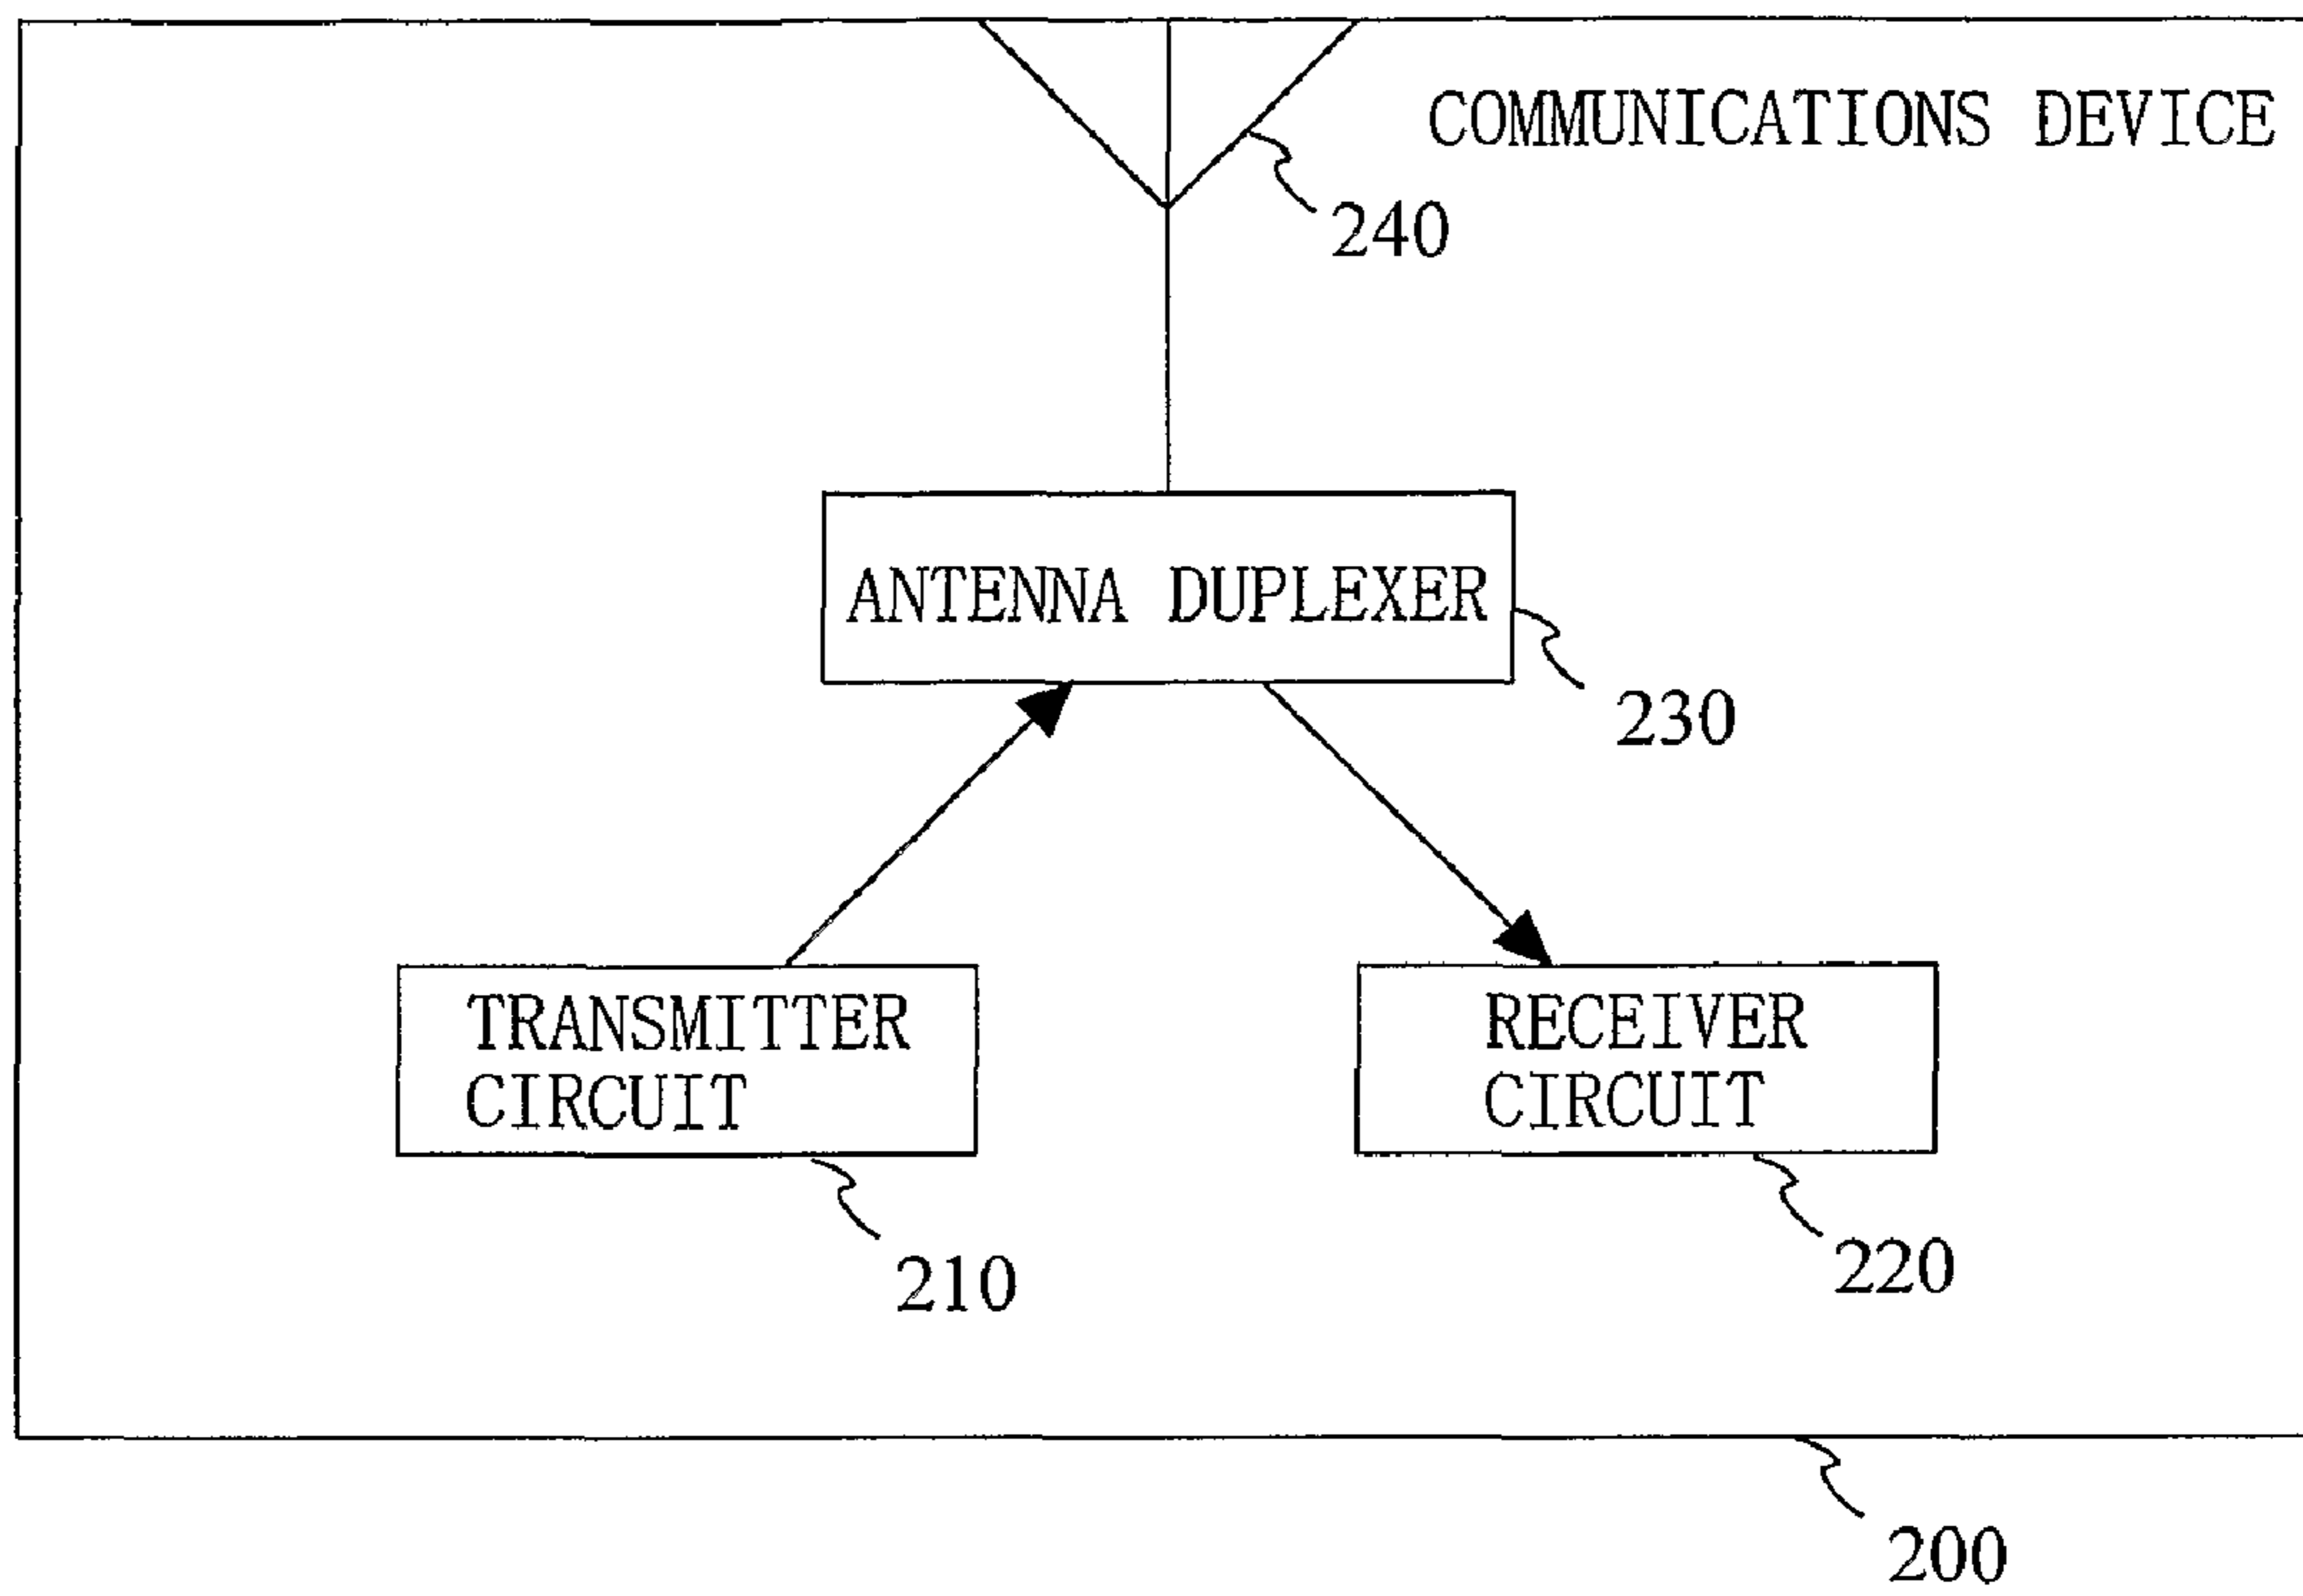 COMMUNICATIONS DEVICE
240
ANTENNA DUPLEXER
230
TRANSMITTER
CIRCUIT
RECEIVER
CIRCUIT
210
220
200